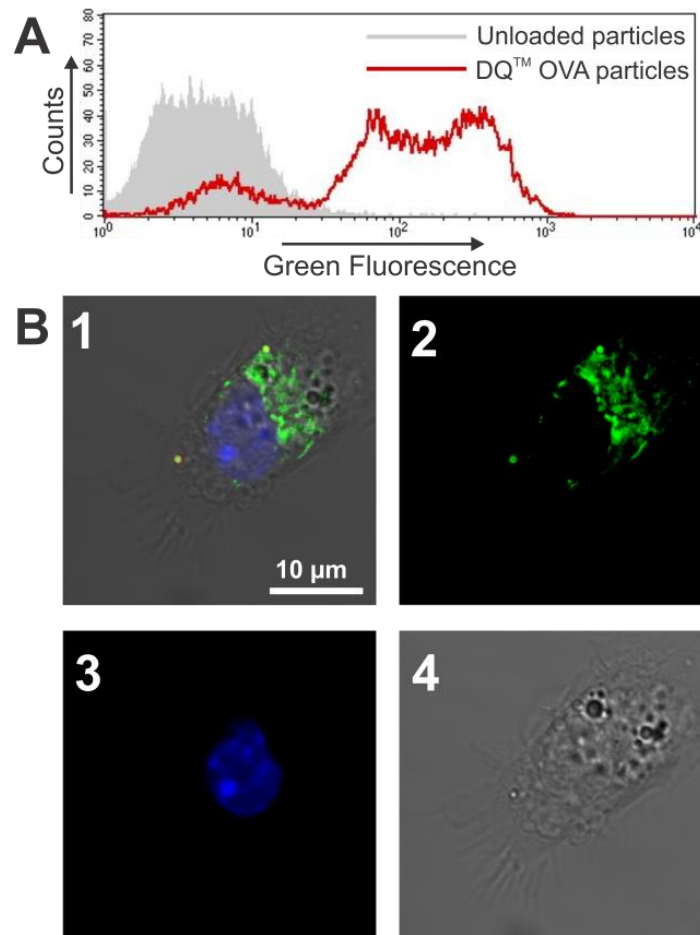 A
Counts
80
70
60
50
40
30
20
10
0
Unloaded particles
DQ™ OVA particles
10⁰ 10¹ 10² 10³ 10⁴
Green Fluorescence
B
1
10 µm
2
3
4